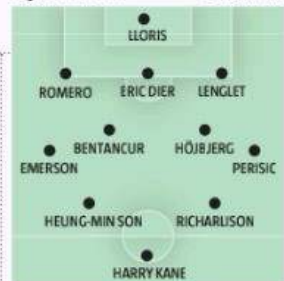 LLORIS
ROMERO ERIC DIER LENGLET
BENTANCUR HÖJBJERG
EMERSON PERISIC
HEUNG-MIN SON RICHARLISON
HARRY KANE